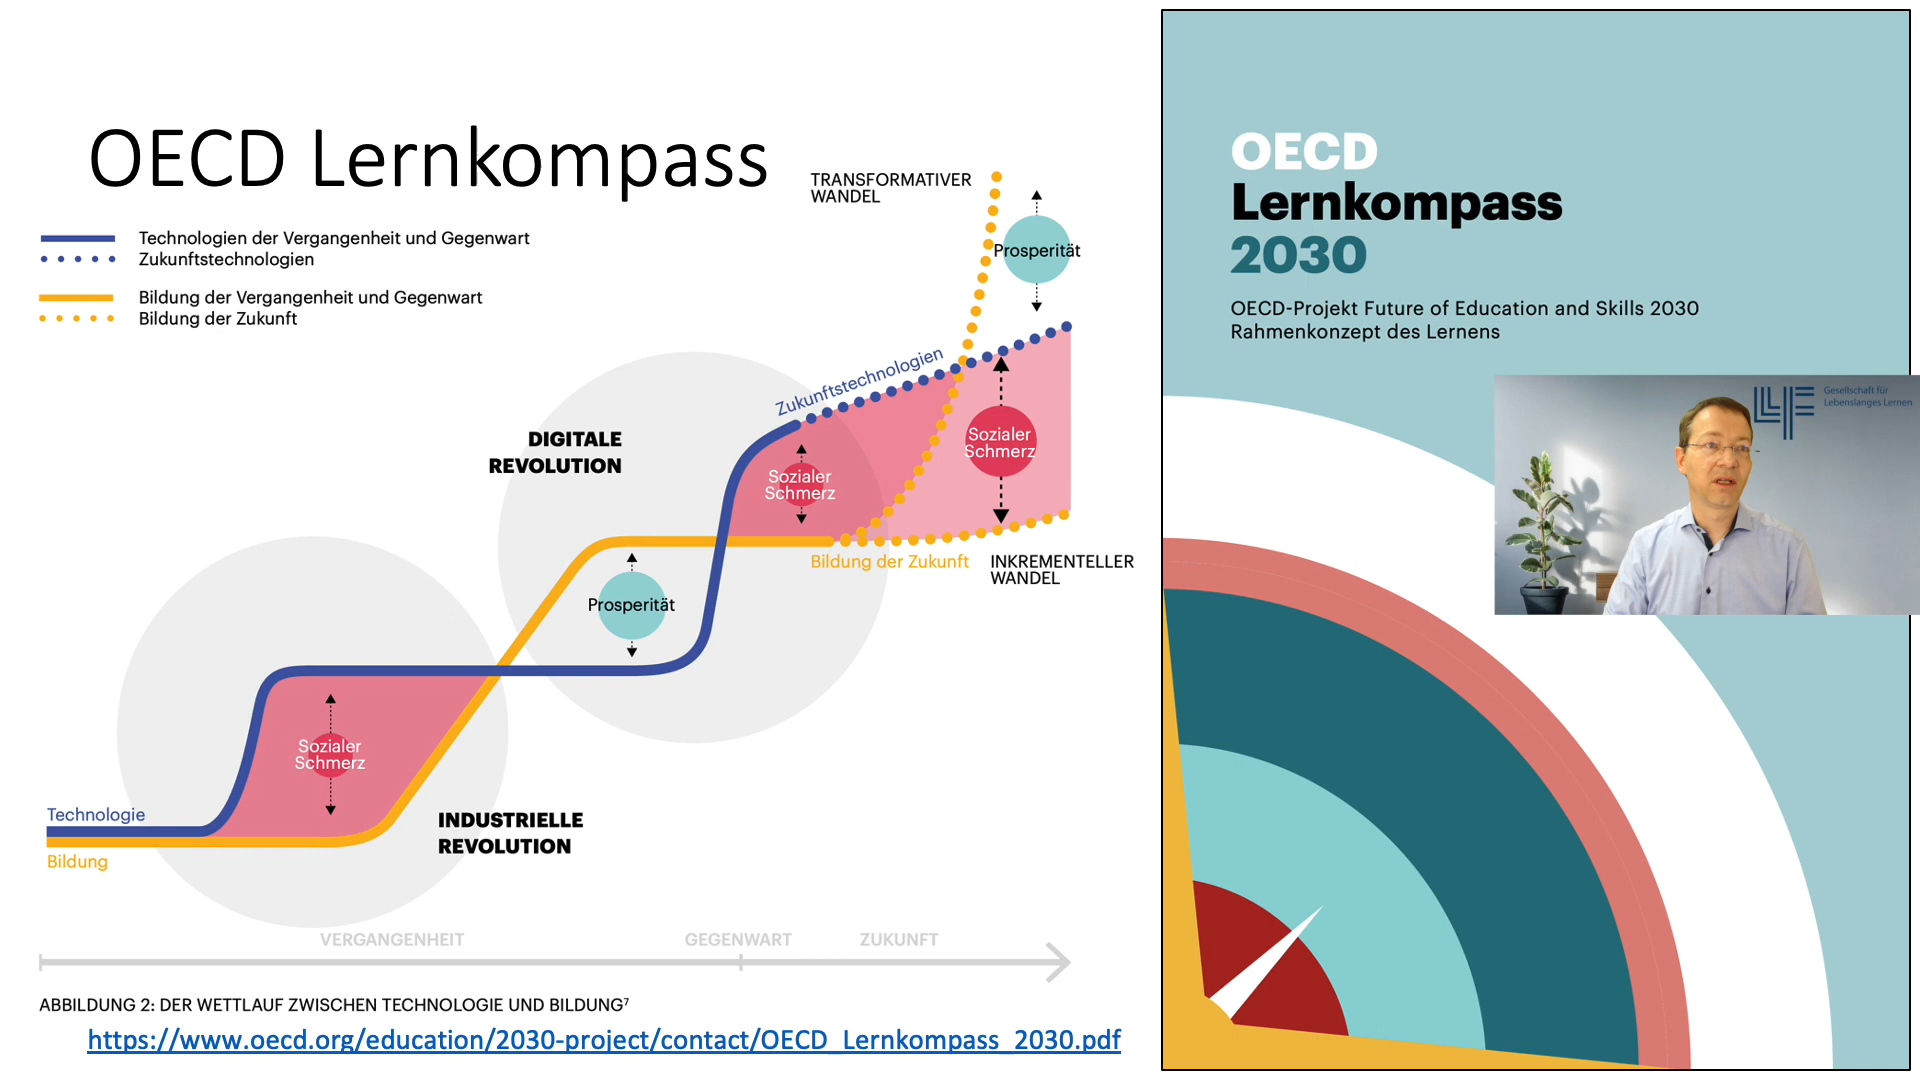 OECD Lernkompass
Technologien der Vergangenheit und Gegenwart
Zukunftstechnologien
Bildung der Vergangenheit und Gegenwart
Bildung der Zukunft
TRANSFORMATIVER
WANDEL
Prosperität
Zukunftstechnologien
DIGITALE
REVOLUTION
Sozialer
Schmerz
Sozialer
Schmerz
Bildung der Zukunft
INKREMENTELLER
WANDEL
Prosperität
Sozialer
Schmerz
Technologie
Bildung
INDUSTRIELLE
REVOLUTION
VERGANGENHEIT
GEGENWART
ZUKUNFT
ABBILDUNG 2: DER WETTLAUF ZWISCHEN TECHNOLOGIE UND BILDUNG⁷
https://www.oecd.org/education/2030-project/contact/OECD_Lernkompass_2030.pdf
OECD
Lernkompass
2030
OECD-Projekt Future of Education and Skills 2030
Rahmenkonzept des Lernens
LLL
Gesellschaft für
Lebenslanges Lernen